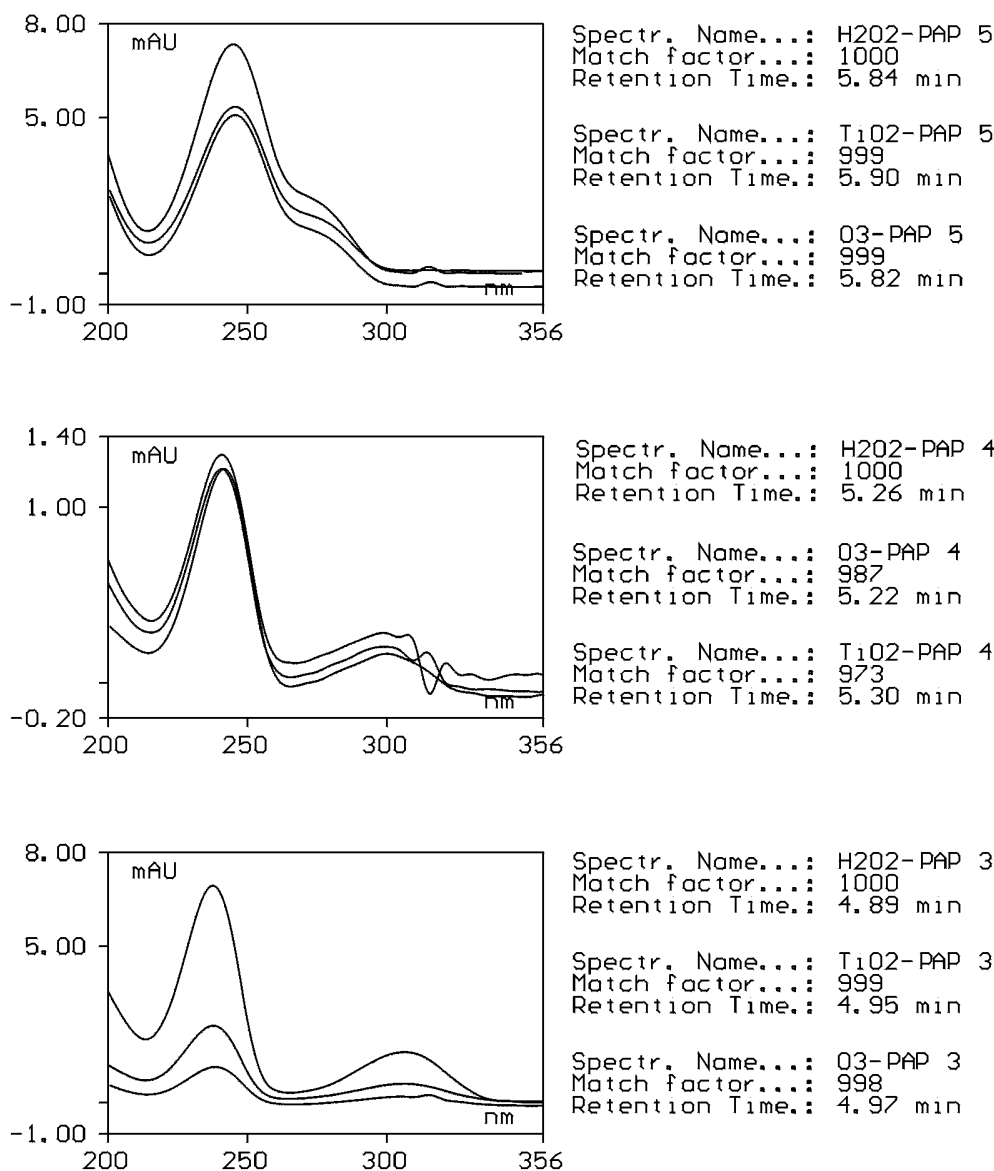 8.00
mAU
5.00
nm
-1.00
200 250 300 356
Spectr. Name...: H2O2-PAP 5
Match factor...: 1000
Retention Time.: 5.84 min
Spectr. Name...: TiO2-PAP 5
Match factor...: 999
Retention Time.: 5.90 min
Spectr. Name...: O3-PAP 5
Match factor...: 999
Retention Time.: 5.82 min
1.40
mAU
1.00
nm
-0.20
200 250 300 356
Spectr. Name...: H2O2-PAP 4
Match factor...: 1000
Retention Time.: 5.26 min
Spectr. Name...: O3-PAP 4
Match factor...: 987
Retention Time.: 5.22 min
Spectr. Name...: TiO2-PAP 4
Match factor...: 973
Retention Time.: 5.30 min
8.00
mAU
5.00
nm
-1.00
200 250 300 356
Spectr. Name...: H2O2-PAP 3
Match factor...: 1000
Retention Time.: 4.89 min
Spectr. Name...: TiO2-PAP 3
Match factor...: 999
Retention Time.: 4.95 min
Spectr. Name...: O3-PAP 3
Match factor...: 998
Retention Time.: 4.97 min